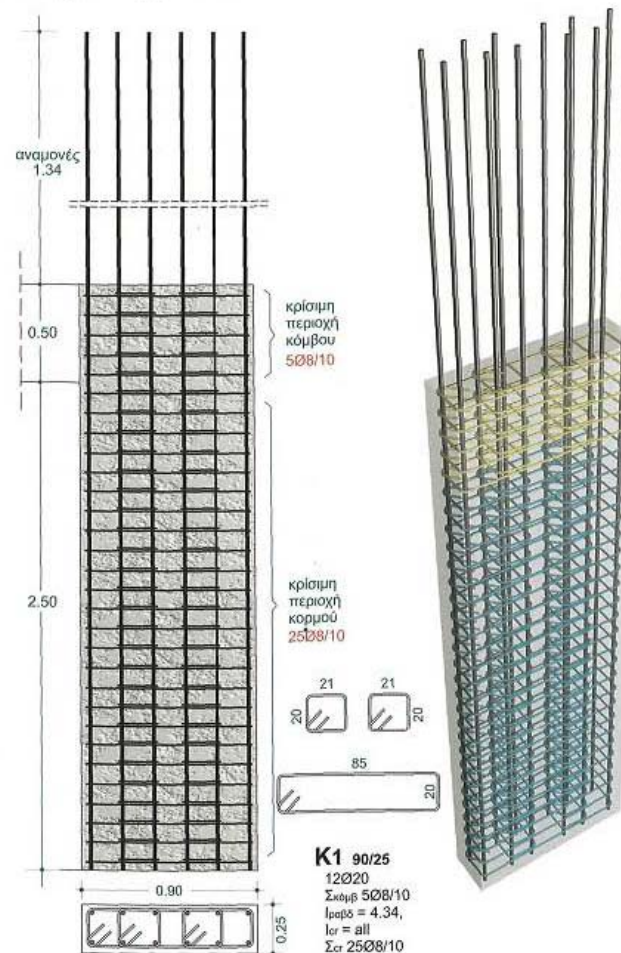 αναμονές
1.34
0.50
κρίσιμη
περιοχή
κόμβου
5Ø8/10
2.50
κρίσιμη
περιοχή
κορμού
25Ø8/10
21
21
20
20
85
20
0.90
0.25
K1 90/25
12Ø20
Σκόμβ 5Ø8/10
lραβδ = 4.34,
lcr = all
Σcr 25Ø8/10